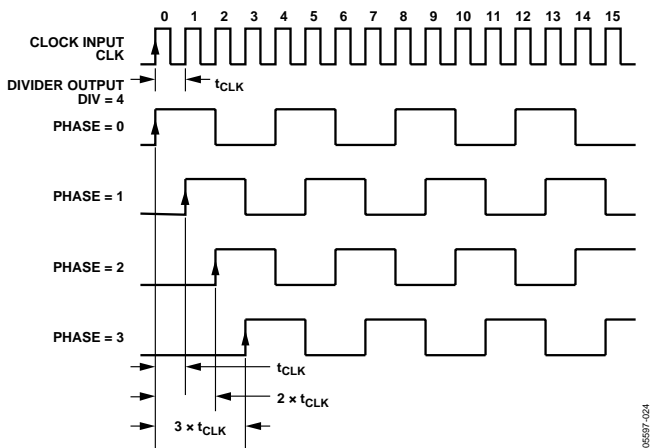 0 1 2 3 4 5 6 7 8 9 10 11 12 13 14 15
CLOCK INPUT
CLK
tCLK
DIVIDER OUTPUT
DIV = 4
PHASE = 0
PHASE = 1
PHASE = 2
PHASE = 3
tCLK
2 × tCLK
3 × tCLK
05597-024